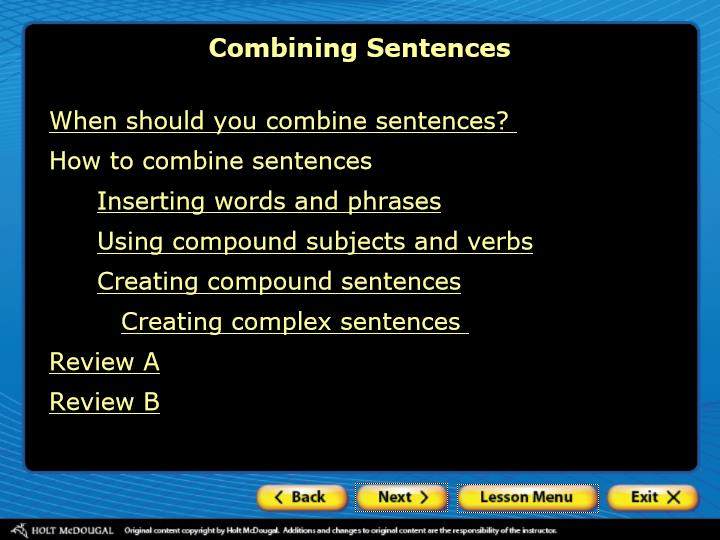 Combining Sentences
When should you combine sentences?
How to combine sentences
Inserting words and phrases
Using compound subjects and verbs
Creating compound sentences
Creating complex sentences
Review A
Review B
Back Next Lesson Menu Exit
HOLT MCDOUGAL Original content copyright by Holt McDougal. Additions and changes to original content are the responsibility of the instructor.